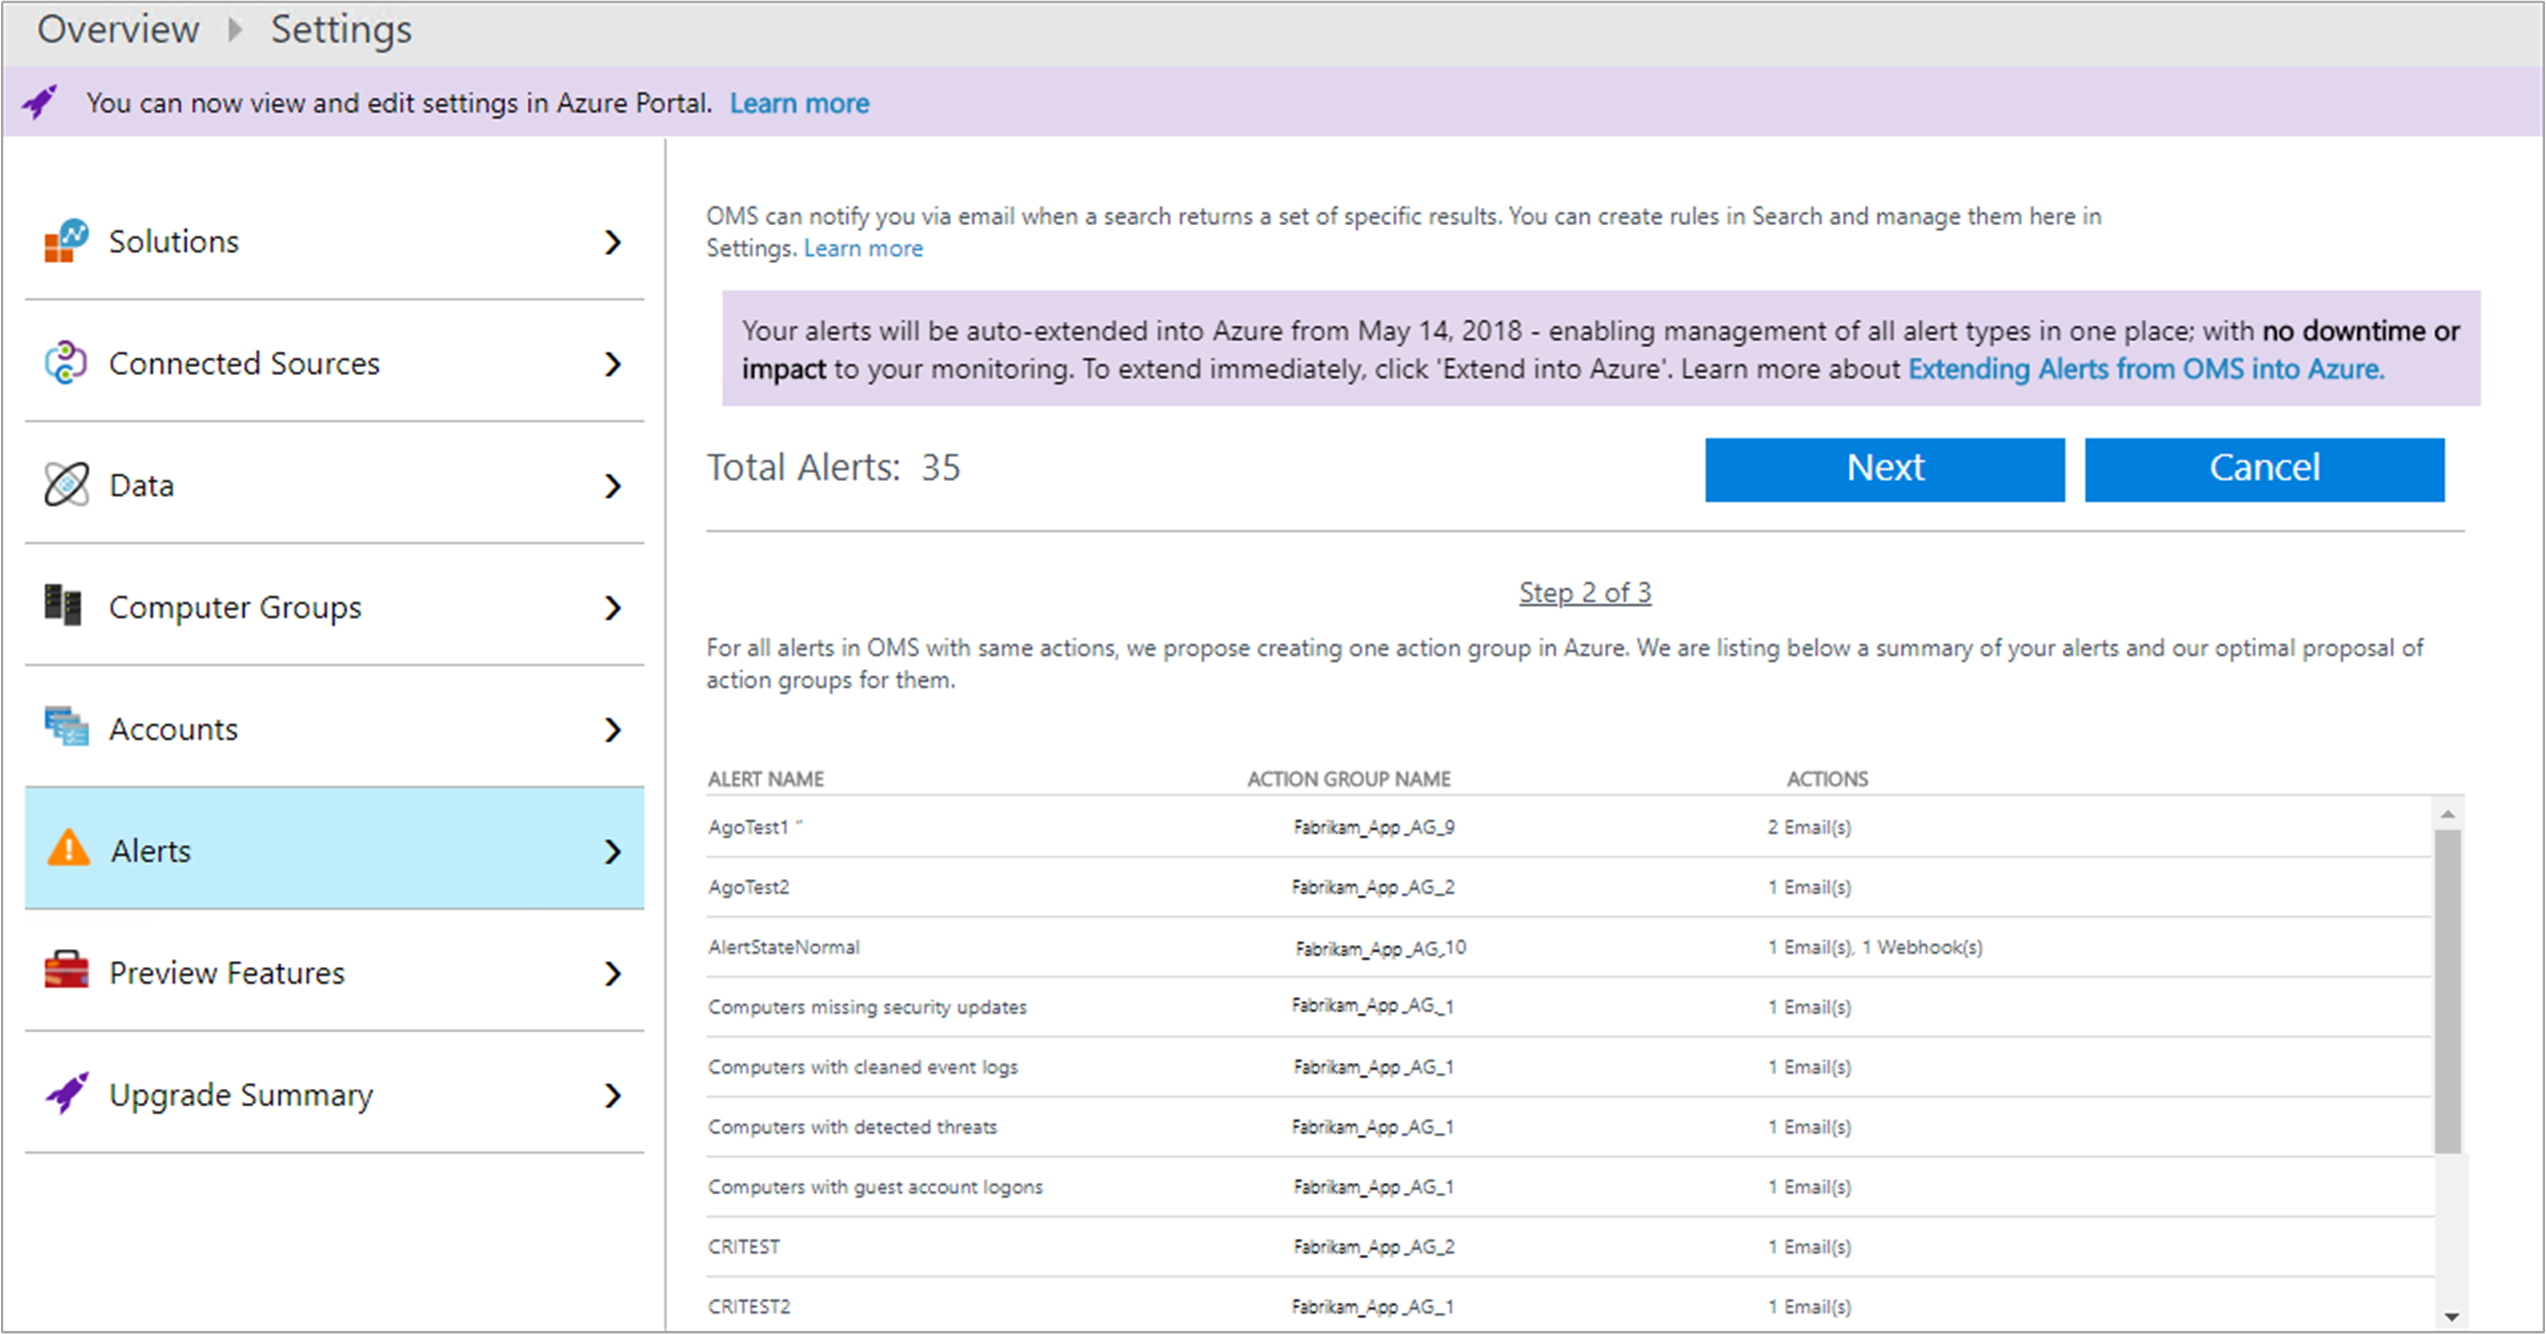 Overview Settings
You can now view and edit settings in Azure Portal. Learn more
Solutions
Connected Sources
Data
Computer Groups
Accounts
Alerts
Preview Features
Upgrade Summary
OMS can notify you via email when a search returns a set of specific results. You can create rules in Search and manage them here in
Settings. Learn more
Your alerts will be auto-extended into Azure from May 14, 2018 - enabling management of all alert types in one place; with no downtime or
impact to your monitoring. To extend immediately, click 'Extend into Azure'. Learn more about Extending Alerts from OMS into Azure.
Total Alerts: 35
Next Cancel
Step 2 of 3
For all alerts in OMS with same actions, we propose creating one action group in Azure. We are listing below a summary of your alerts and our optimal proposal of
action groups for them.
ALERT NAME ACTION GROUP NAME ACTIONS
AgoTest1 " Fabrikam_App_AG_9 2 Email(s)
AgoTest2 Fabrikam_App_AG_2 1 Email(s)
AlertStateNormal Fabrikam_App_AG_10 1 Email(s), 1 Webhook(s)
Computers missing security updates Fabrikam_App_AG_1 1 Email(s)
Computers with cleaned event logs Fabrikam_App_AG_1 1 Email(s)
Computers with detected threats Fabrikam_App_AG_1 1 Email(s)
Computers with guest account logons Fabrikam_App_AG_1 1 Email(s)
CRITEST Fabrikam_App_AG_2 1 Email(s)
CRITEST2 Fabrikam_App_AG_1 1 Email(s)